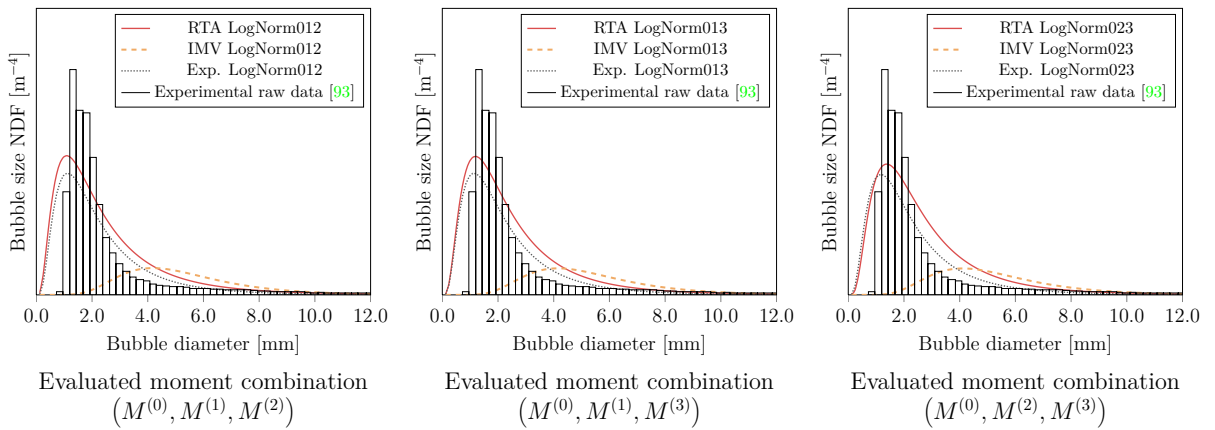 Bubble size NDF [m⁻⁴]
RTA LogNorm012
IMV LogNorm012
Exp. LogNorm012
Experimental raw data [93]
0.0 2.0 4.0 6.0 8.0 10.0 12.0
Bubble diameter [mm]
Evaluated moment combination
(M⁽⁰⁾, M⁽¹⁾, M⁽²⁾)
Bubble size NDF [m⁻⁴]
RTA LogNorm013
IMV LogNorm013
Exp. LogNorm013
Experimental raw data [93]
0.0 2.0 4.0 6.0 8.0 10.0 12.0
Bubble diameter [mm]
Evaluated moment combination
(M⁽⁰⁾, M⁽¹⁾, M⁽³⁾)
Bubble size NDF [m⁻⁴]
RTA LogNorm023
IMV LogNorm023
Exp. LogNorm023
Experimental raw data [93]
0.0 2.0 4.0 6.0 8.0 10.0 12.0
Bubble diameter [mm]
Evaluated moment combination
(M⁽⁰⁾, M⁽²⁾, M⁽³⁾)